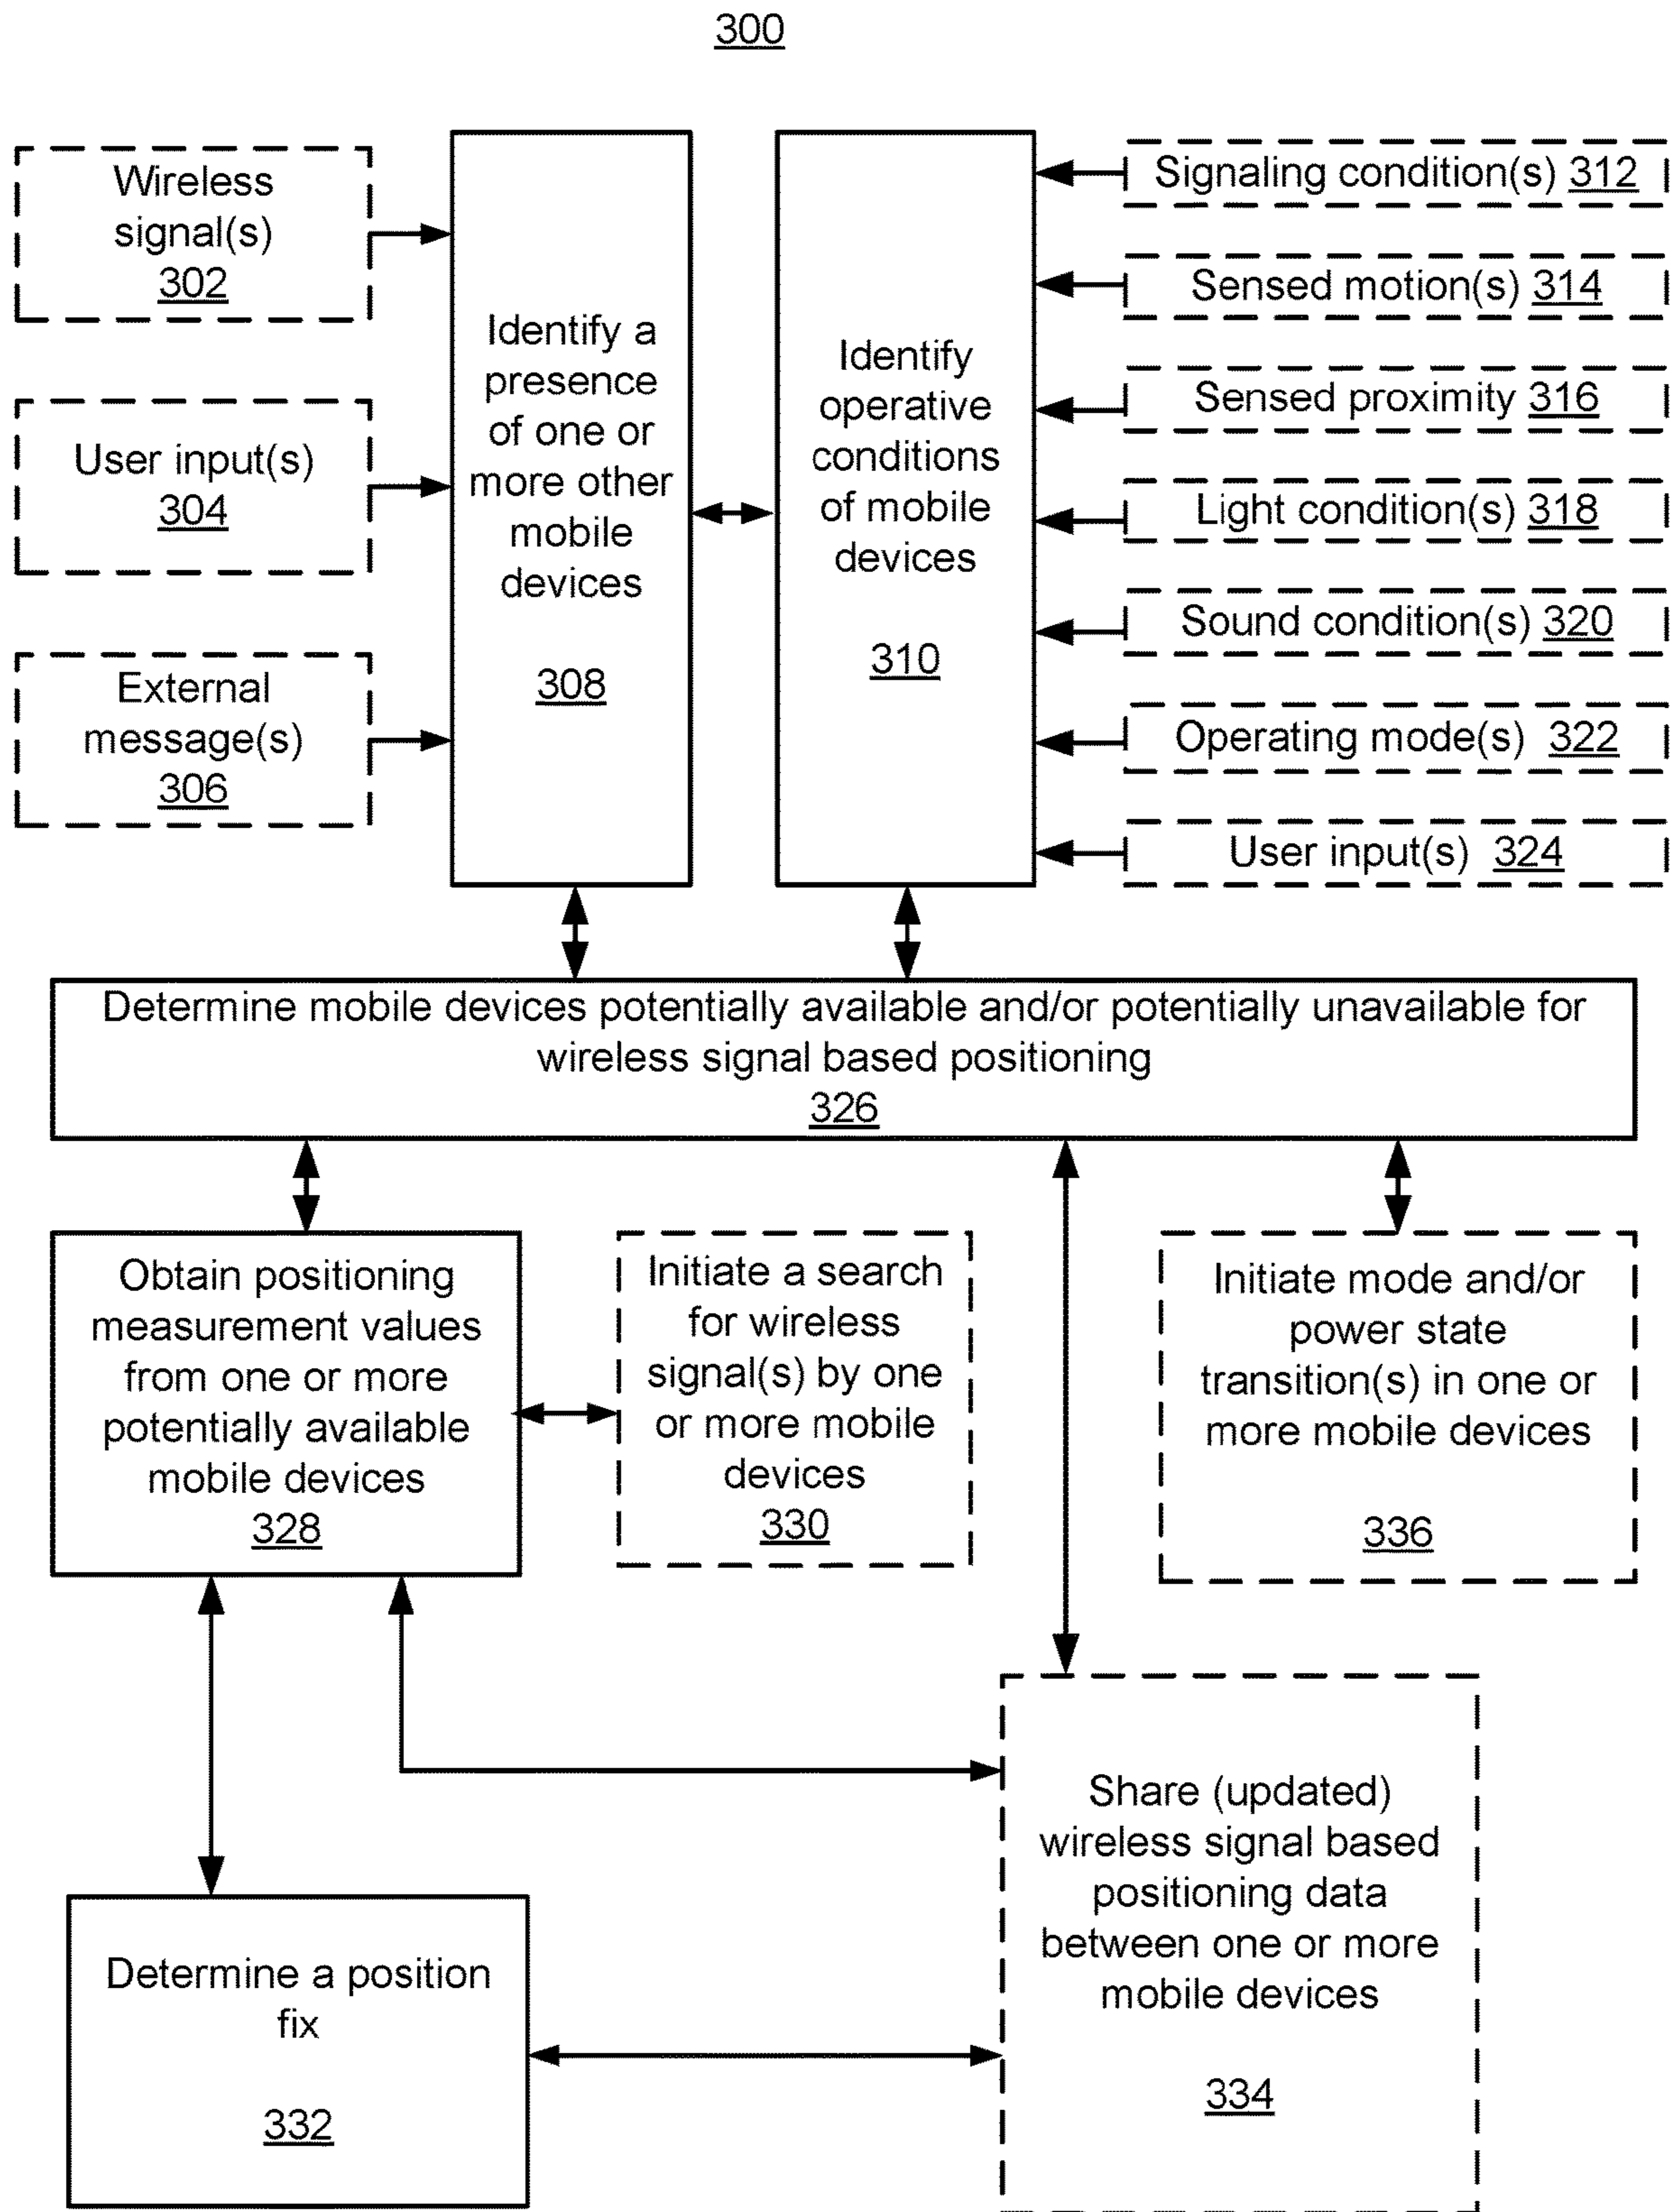 300
Wireless
signal(s)
302
User input(s)
304
External
message(s)
306
Identify a
presence
of one or
more other
mobile
devices
308
Identify
operative
conditions
of mobile
devices
310
Signaling condition(s) 312
Sensed motion(s) 314
Sensed proximity 316
Light condition(s) 318
Sound condition(s) 320
Operating mode(s) 322
User input(s) 324
Determine mobile devices potentially available and/or potentially unavailable for
wireless signal based positioning
326
Obtain positioning
measurement values
from one or more
potentially available
mobile devices
328
Initiate a search
for wireless
signal(s) by one
or more mobile
devices
330
Initiate mode and/or
power state
transition(s) in one or
more mobile devices
336
Determine a position
fix
332
Share (updated)
wireless signal based
positioning data
between one or more
mobile devices
334